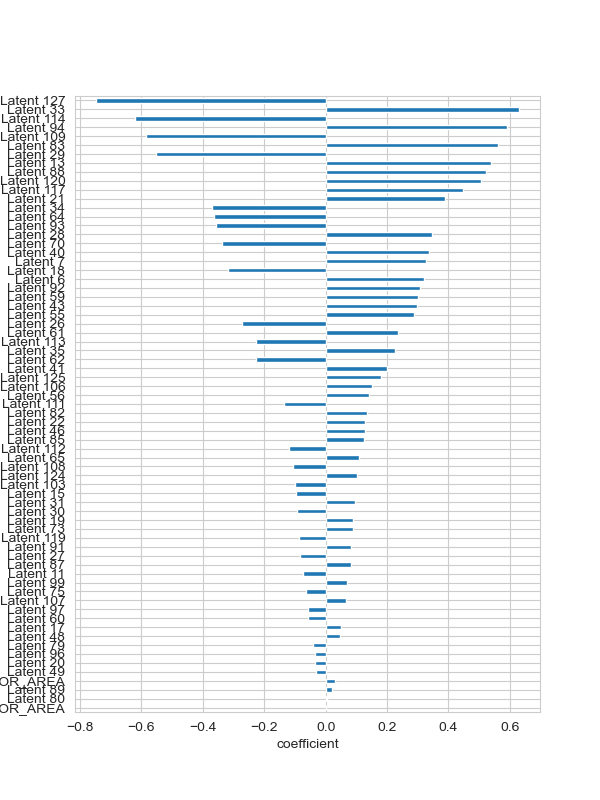 Latent 127
Latent 33
Latent 114
Latent 94
Latent 109
Latent 83
Latent 29
Latent 13
Latent 88
Latent 120
Latent 117
Latent 21
Latent 34
Latent 64
Latent 93
Latent 28
Latent 70
Latent 40
Latent 7
Latent 18
Latent 6
Latent 92
Latent 59
Latent 43
Latent 55
Latent 26
Latent 61
Latent 113
Latent 35
Latent 62
Latent 41
Latent 125
Latent 106
Latent 56
Latent 111
Latent 82
Latent 22
Latent 46
Latent 85
Latent 112
Latent 65
Latent 108
Latent 124
Latent 103
Latent 15
Latent 31
Latent 30
Latent 19
Latent 73
Latent 119
Latent 91
Latent 27
Latent 87
Latent 11
Latent 99
Latent 75
Latent 107
Latent 97
Latent 60
Latent 17
Latent 48
Latent 79
Latent 96
Latent 20
Latent 49
OR_AREA
Latent 89
Latent 80
OR_AREA
−0.8 −0.6 −0.4 −0.2 0.0 0.2 0.4 0.6
coefficient